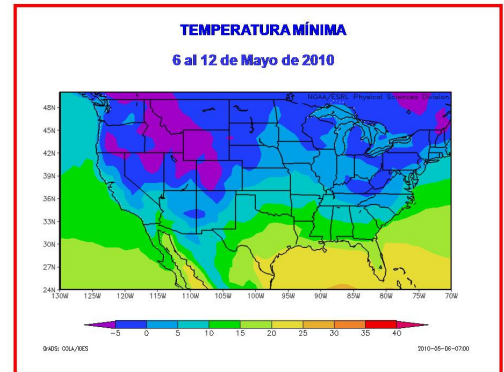 TEMPERATURA MÍNIMA
6 al 12 de Mayo de 2010
NOAA/ESRL Physical Sciences Division
48N
45N
42N
39N
36N
33N
30N
27N
24N
130W 125W 120W 115W 110W 105W 100W 95W 90W 85W 80W 75W 70W
-5 0 5 10 15 20 25 30 35 40
GrADS: COLA/IGES 2010-05-06-07:00